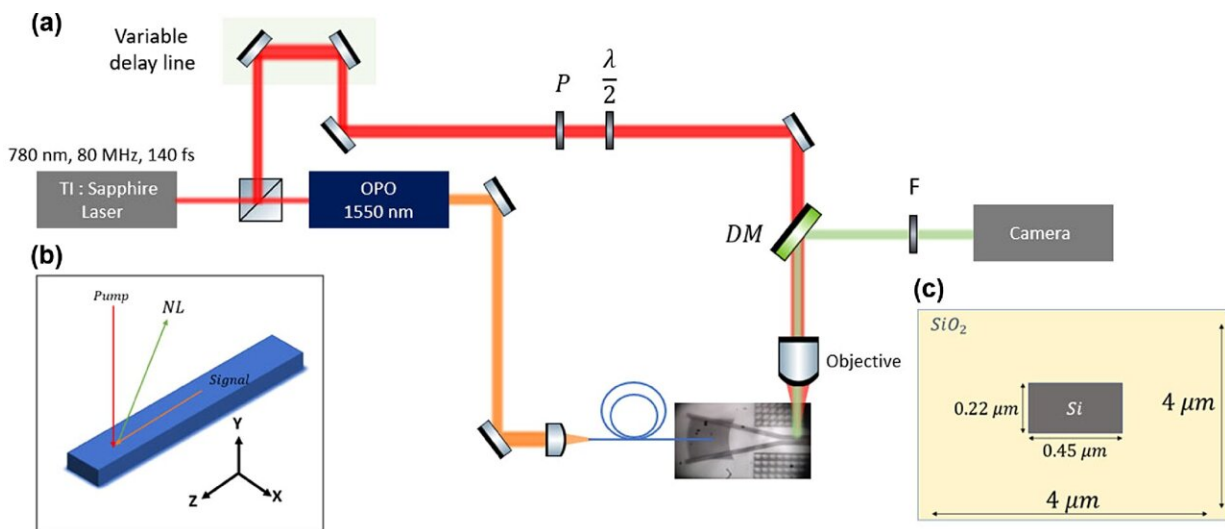 (a)
Variable
delay line
P
λ/2
780 nm, 80 MHz, 140 fs
TI : Sapphire
Laser
OPO
1550 nm
DM
F
Camera
Objective
(b)
Pump
NL
Signal
Y
Z
X
(c)
SiO₂
0.22 μm
Si
0.45 μm
4 μm
4 μm